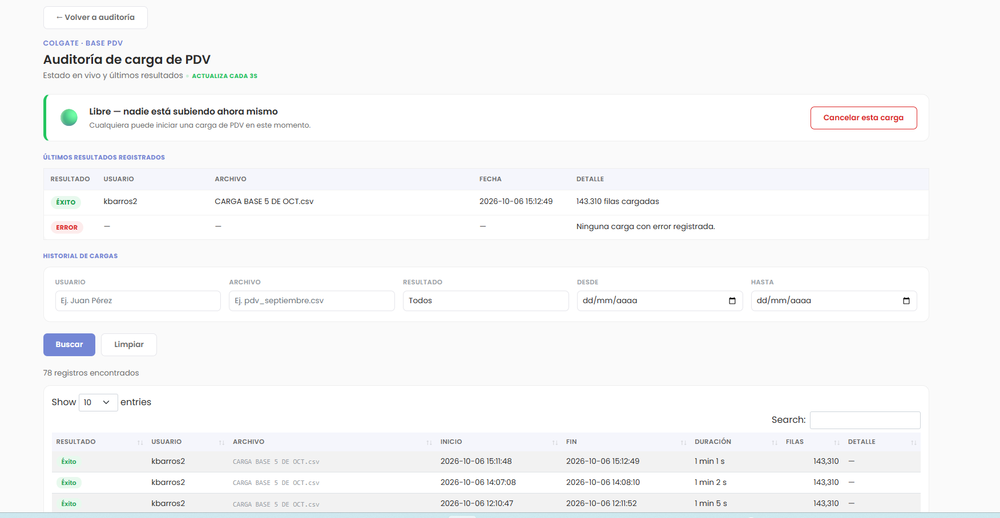 ← Volver a auditoría
COLGATE · BASE PDV
Auditoría de carga de PDV
Estado en vivo y últimos resultados ACTUALIZA CADA 3S
Libre — nadie está subiendo ahora mismo
Cualquiera puede iniciar una carga de PDV en este momento.
Cancelar esta carga
ÚLTIMOS RESULTADOS REGISTRADOS
RESULTADO USUARIO ARCHIVO FECHA DETALLE
ÉXITO kbarros2 CARGA BASE 5 DE OCT.csv 2026-10-06 15:12:49 143.310 filas cargadas
ERROR — — — Ninguna carga con error registrada.
HISTORIAL DE CARGAS
USUARIO ARCHIVO RESULTADO DESDE HASTA
Ej. Juan Pérez Ej. pdv_septiembre.csv Todos dd/mm/aaaa dd/mm/aaaa
Buscar Limpiar
78 registros encontrados
Show 10 entries
Search:
RESULTADO USUARIO ARCHIVO INICIO FIN DURACIÓN FILAS DETALLE
Éxito kbarros2 CARGA BASE 5 DE OCT.csv 2026-10-06 15:11:48 2026-10-06 15:12:49 1 min 1 s 143,310 —
Éxito kbarros2 CARGA BASE 5 DE OCT.csv 2026-10-06 14:07:08 2026-10-06 14:08:10 1 min 2 s 143,310 —
Éxito kbarros2 CARGA BASE 5 DE OCT.csv 2026-10-06 12:10:47 2026-10-06 12:11:52 1 min 5 s 143,310 —